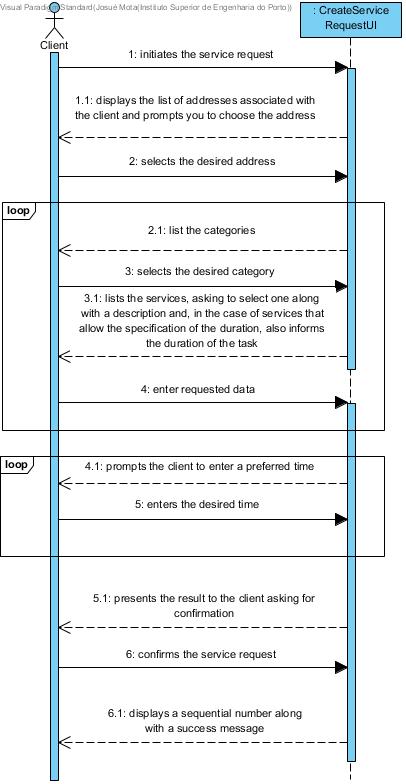 Visual Paradigm Standard(Josué Mota(Instituto Superior de Engenharia do Porto))
: CreateService
RequestUI
Client
1: initiates the service request
1.1: displays the list of addresses associated with
the client and prompts you to choose the address
2: selects the desired address
loop
2.1: list the categories
3: selects the desired category
3.1: lists the services, asking to select one along
with a description and, in the case of services that
allow the specification of the duration, also informs
the duration of the task
4: enter requested data
loop
4.1: prompts the client to enter a preferred time
5: enters the desired time
5.1: presents the result to the client asking for
confirmation
6: confirms the service request
6.1: displays a sequential number along
with a success message